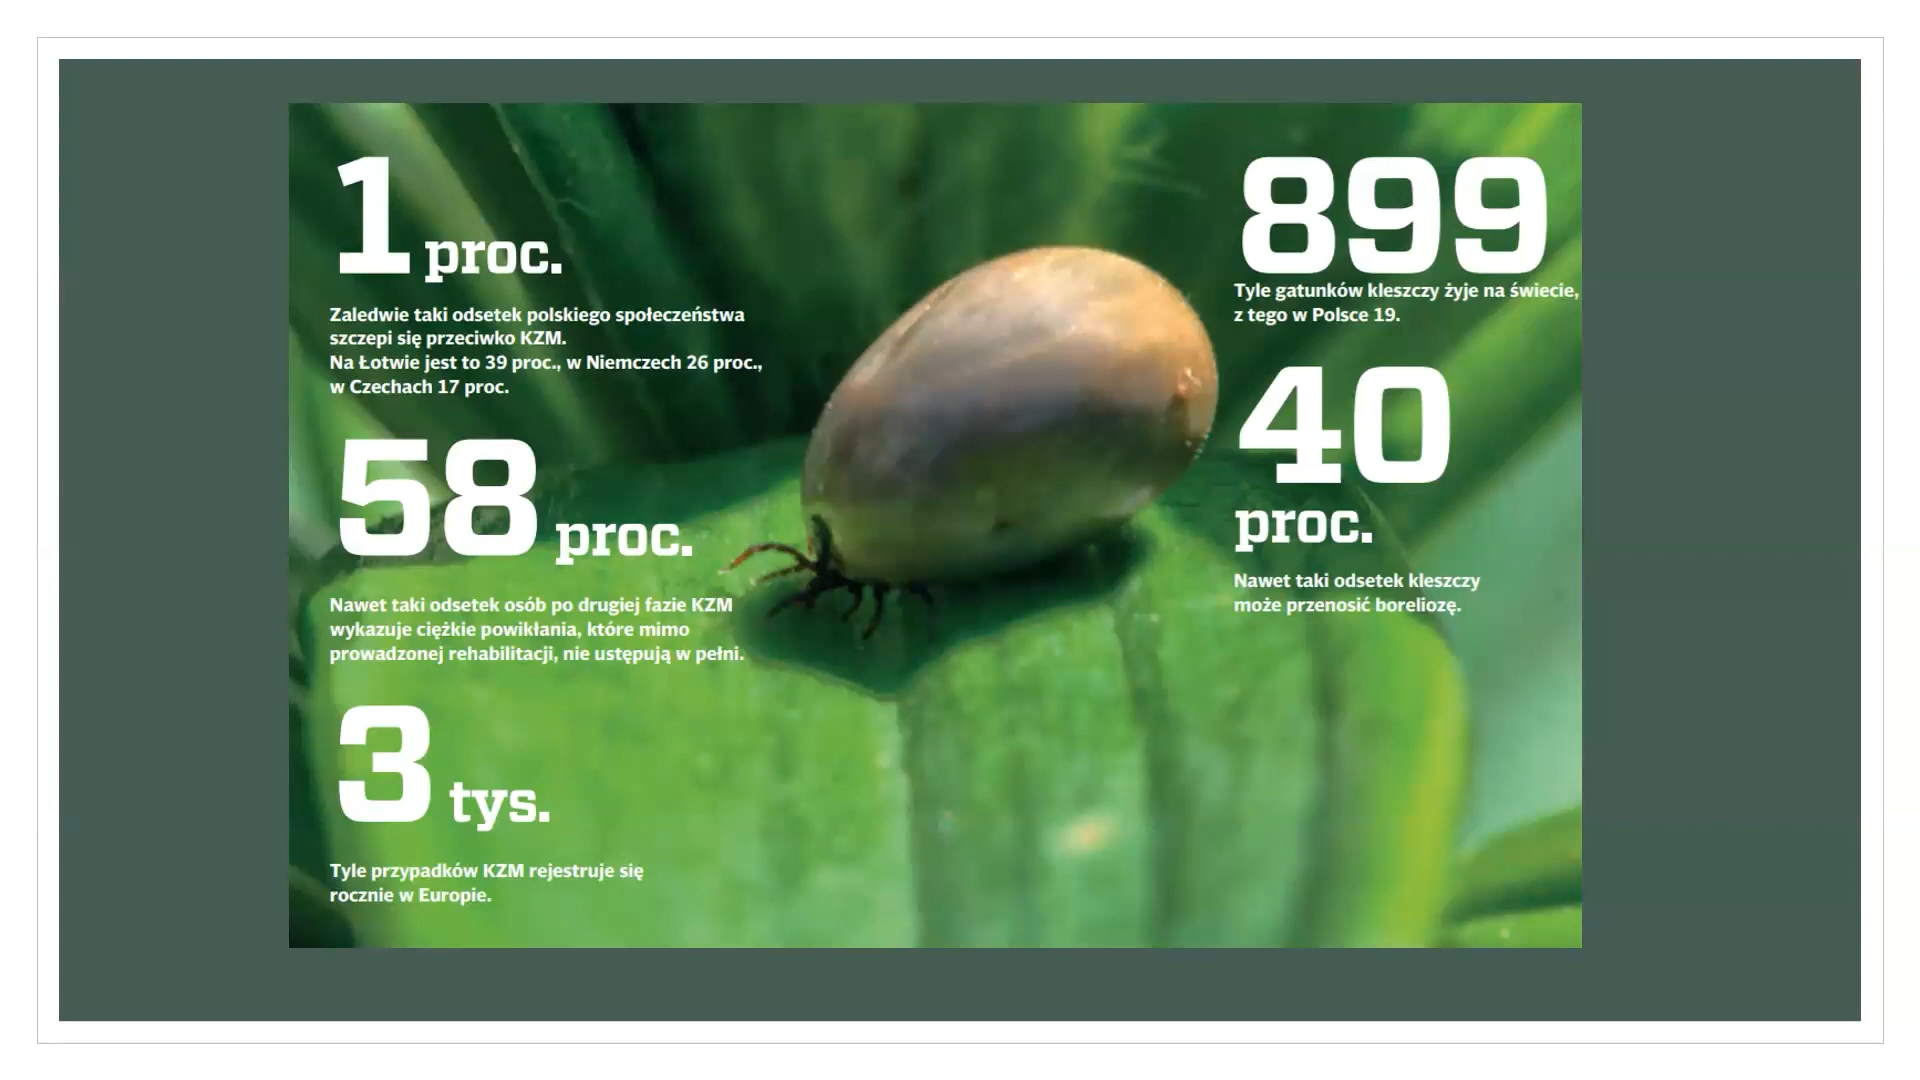 1 proc.
Zaledwie taki odsetek polskiego społeczeństwa
szczepi się przeciwko KZM.
Na Łotwie jest to 39 proc., w Niemczech 26 proc.,
w Czechach 17 proc.
58 proc.
Nawet taki odsetek osób po drugiej fazie KZM
wykazuje ciężkie powikłania, które mimo
prowadzonej rehabilitacji, nie ustępują w pełni.
3 tys.
Tyle przypadków KZM rejestruje się
rocznie w Europie.
899
Tyle gatunków kleszczy żyje na świecie,
z tego w Polsce 19.
40
proc.
Nawet taki odsetek kleszczy
może przenosić boreliozę.